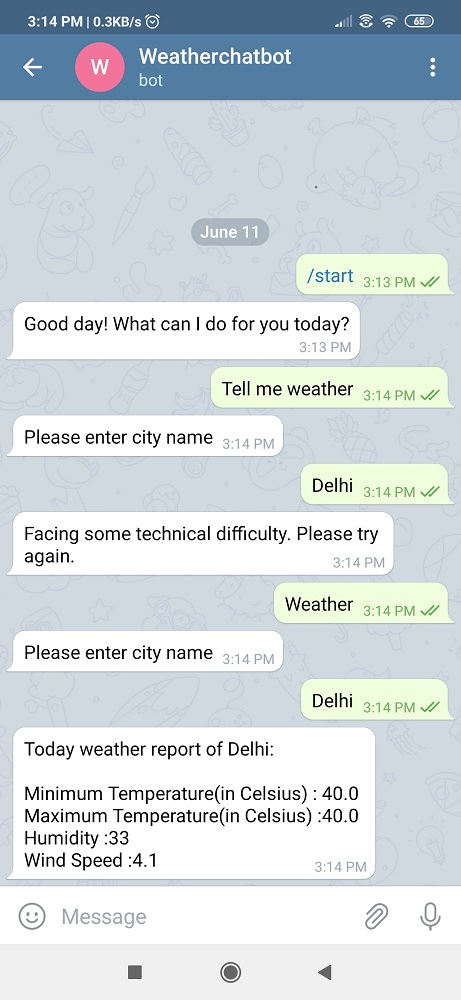 3:14 PM | 0.3KB/s
65
W
Weatherchatbot
bot
June 11
/start 3:13 PM
Good day! What can I do for you today?
3:13 PM
Tell me weather 3:14 PM
Please enter city name 3:14 PM
Delhi 3:14 PM
Facing some technical difficulty. Please try
again. 3:14 PM
Weather 3:14 PM
Please enter city name 3:14 PM
Delhi 3:14 PM
Today weather report of Delhi:
Minimum Temperature(in Celsius) : 40.0
Maximum Temperature(in Celsius) :40.0
Humidity :33
Wind Speed :4.1 3:14 PM
Message